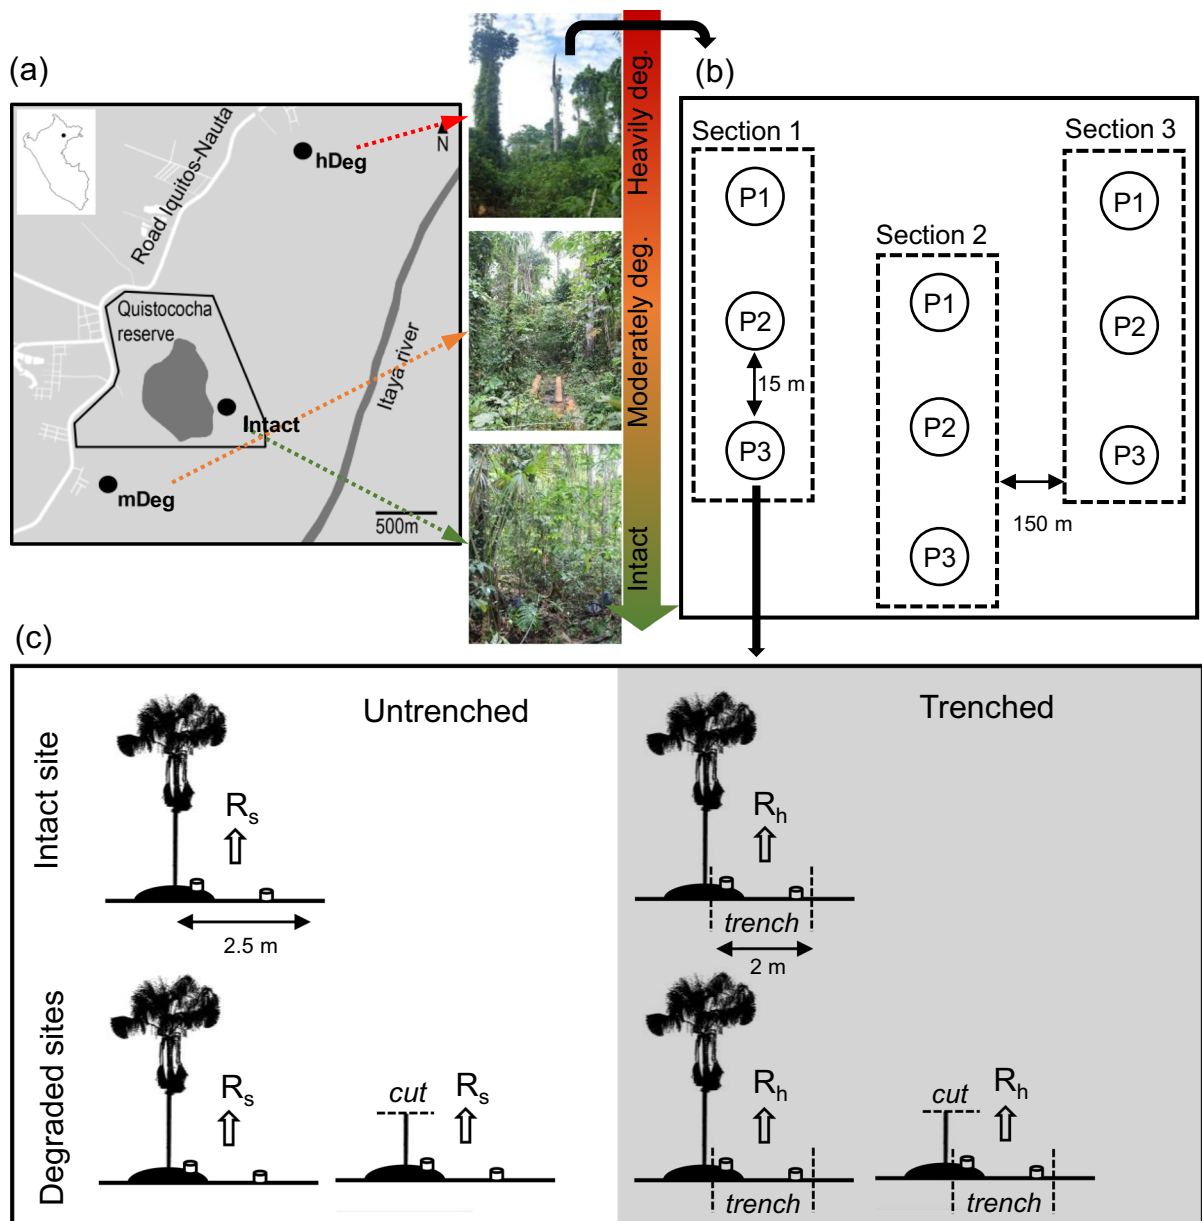 (a)
N
hDeg
Road Iquitos-Nauta
Quistococha
reserve
Itaya river
Intact
mDeg
500m
Heavily deg.
Moderately deg.
Intact
(b)
Section 1
P1
P2
15 m
P3
Section 2
P1
P2
P3
150 m
Section 3
P1
P2
P3
(c)
Untrenched
Trenched
Intact site
Rs
2.5 m
Rh
trench
2 m
Degraded sites
Rs
cut
Rs
Rh
trench
cut
Rh
trench